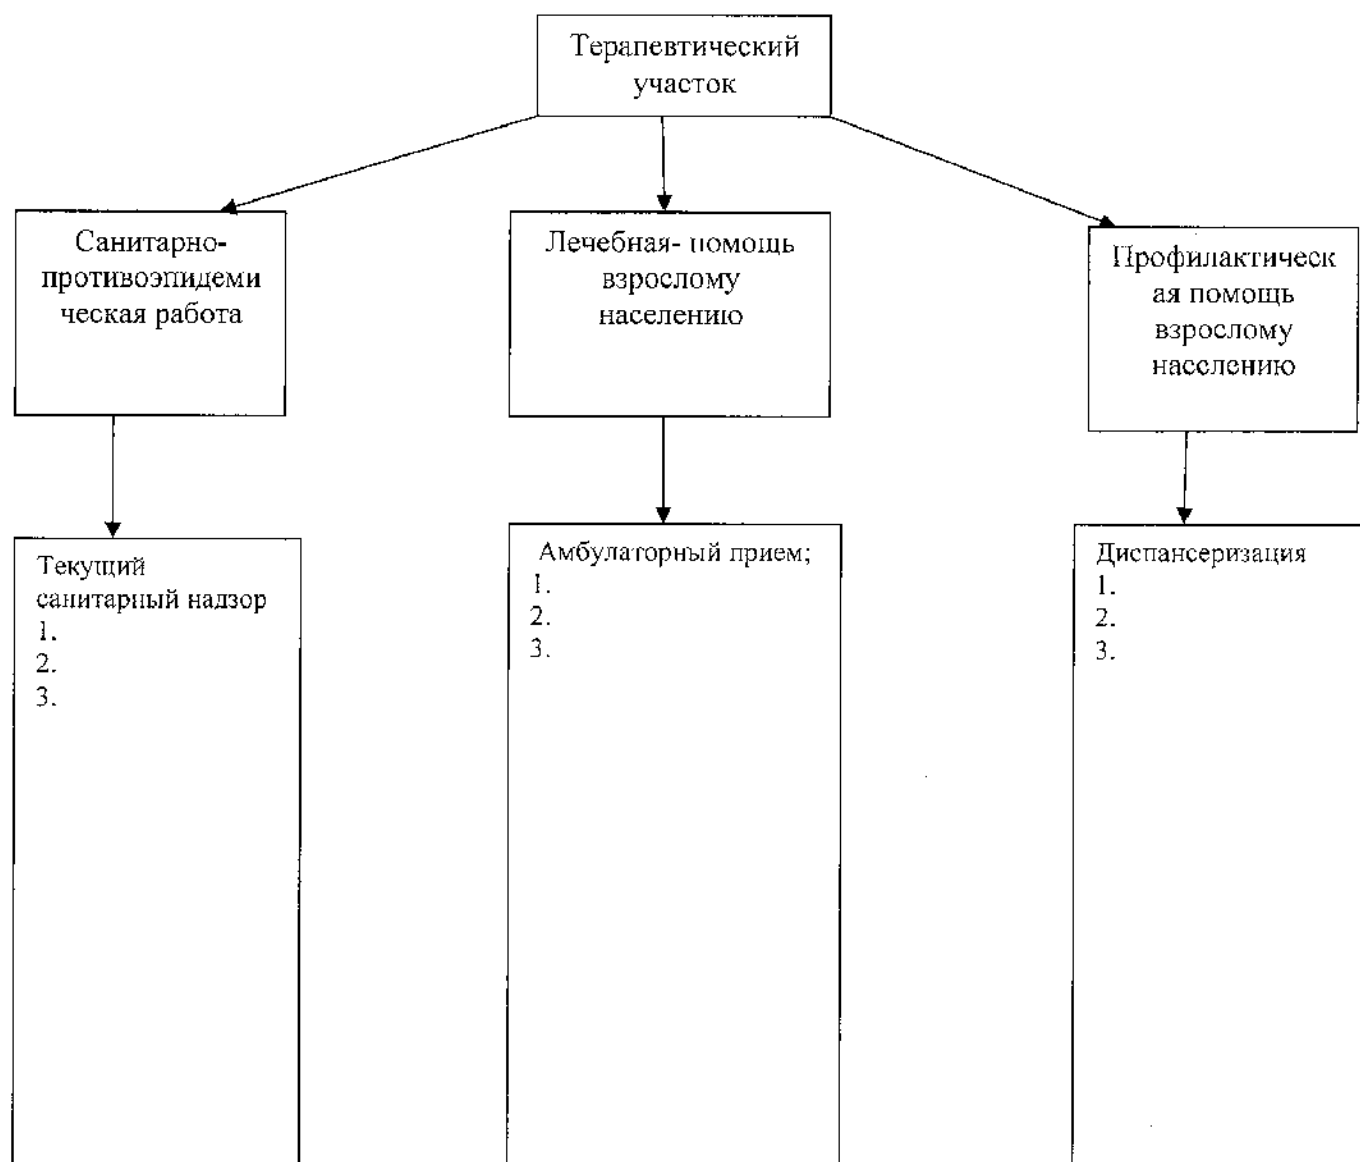 Терапевтический
участок
Санитарно-
противоэпидеми
ческая работа
Лечебная- помощь
взрослому
населению
Профилактическ
ая помощь
взрослому
населению
Текущий
санитарный надзор
1.
2.
3.
Амбулаторный прием;
1.
2.
3.
Диспансеризация
1.
2.
3.